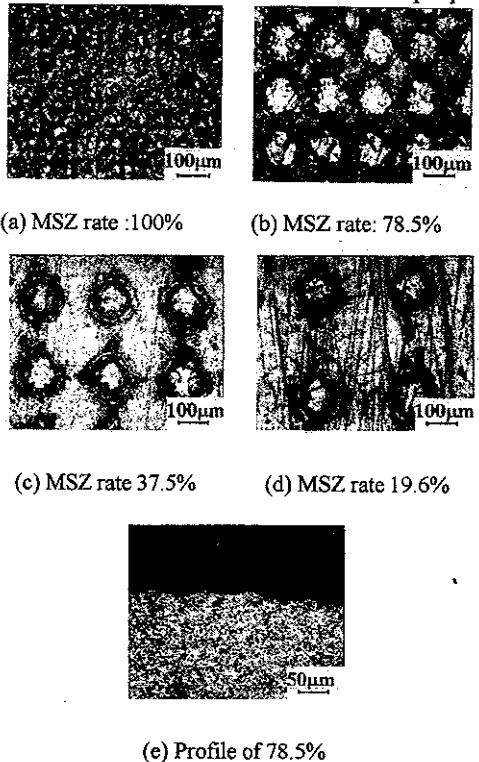 100μm
100μm
(a) MSZ rate :100%
(b) MSZ rate: 78.5%
100μm
100μm
(c) MSZ rate 37.5%
(d) MSZ rate 19.6%
50μm
(e) Profile of 78.5%